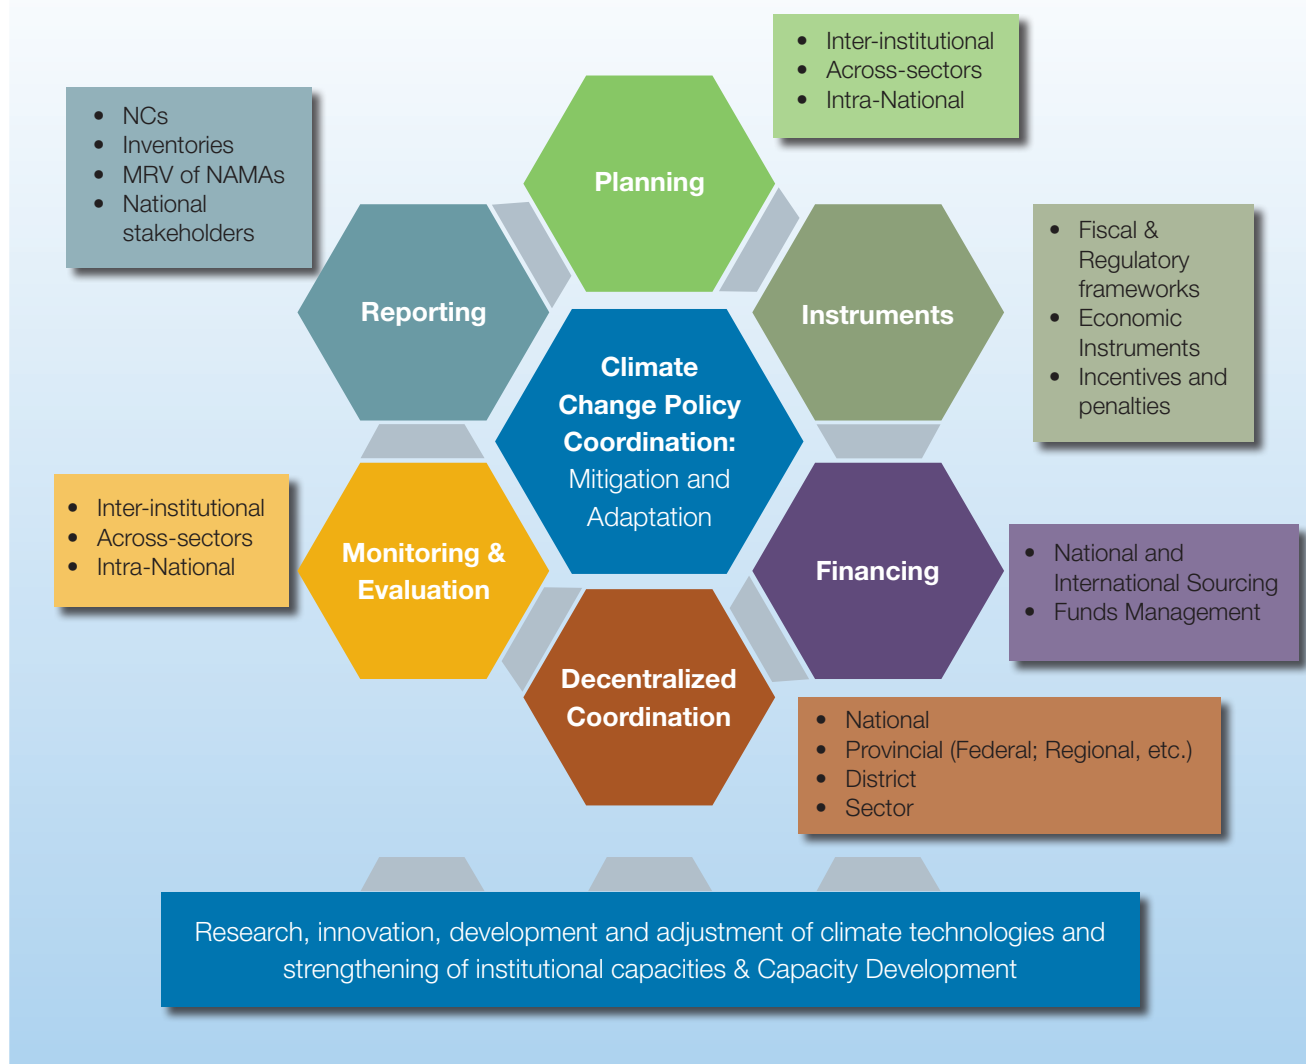 • Inter-institutional
• Across-sectors
• Intra-National
• NCs
• Inventories
• MRV of NAMAs
• National
stakeholders
Planning
• Fiscal &
Regulatory
frameworks
• Economic
Instruments
• Incentives and
penalties
Reporting
Instruments
Climate
Change Policy
Coordination:
Mitigation and
Adaptation
• Inter-institutional
• Across-sectors
• Intra-National
Monitoring &
Evaluation
Financing
• National and
International Sourcing
• Funds Management
Decentralized
Coordination
• National
• Provincial (Federal; Regional, etc.)
• District
• Sector
Research, innovation, development and adjustment of climate technologies and
strengthening of institutional capacities & Capacity Development